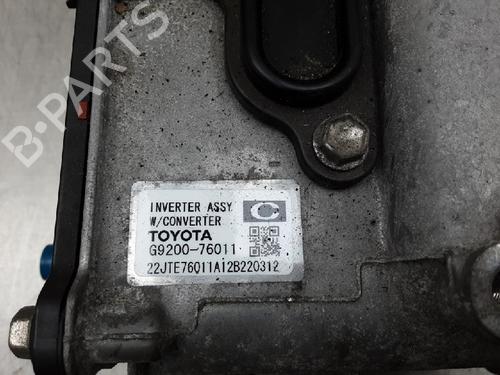 B-PARTS
INVERTER ASSY
W/CONVERTER
TOYOTA
G9200-76011
22JTE76011A12B220312